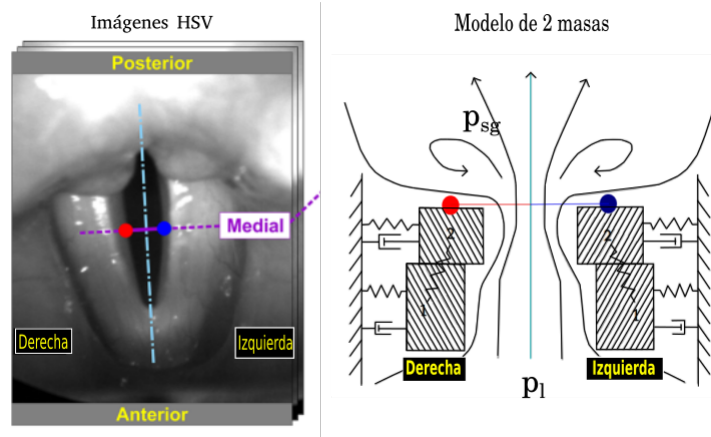 Imágenes HSV
Posterior
Medial
Derecha
Izquierda
Anterior
Modelo de 2 masas
psg
2
2
1
1
Derecha
Izquierda
pl